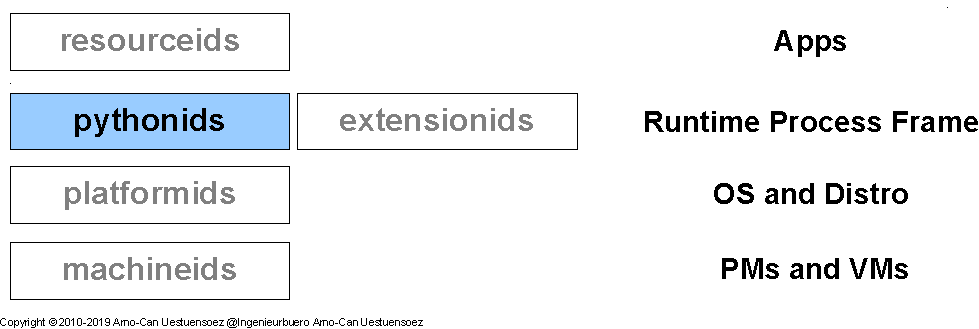 resourceids Apps
pythonids extensionids Runtime Process Frame
platformids OS and Distro
machineids PMs and VMs
Copyright ©2010-2019 Arno-Can Uestuensoez @Ingenieurbuero Arno-Can Uestuensoez